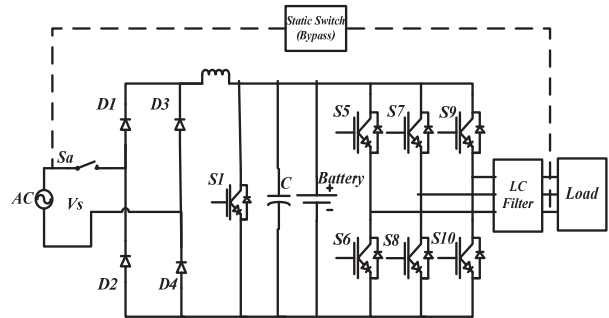 Static Switch
(Bypass)
D1
D3
S5
S7
S9
Sa
S1
C
Battery
+
-
AC
Vs
LC
Filter
Load
S6
S8
S10
D2
D4